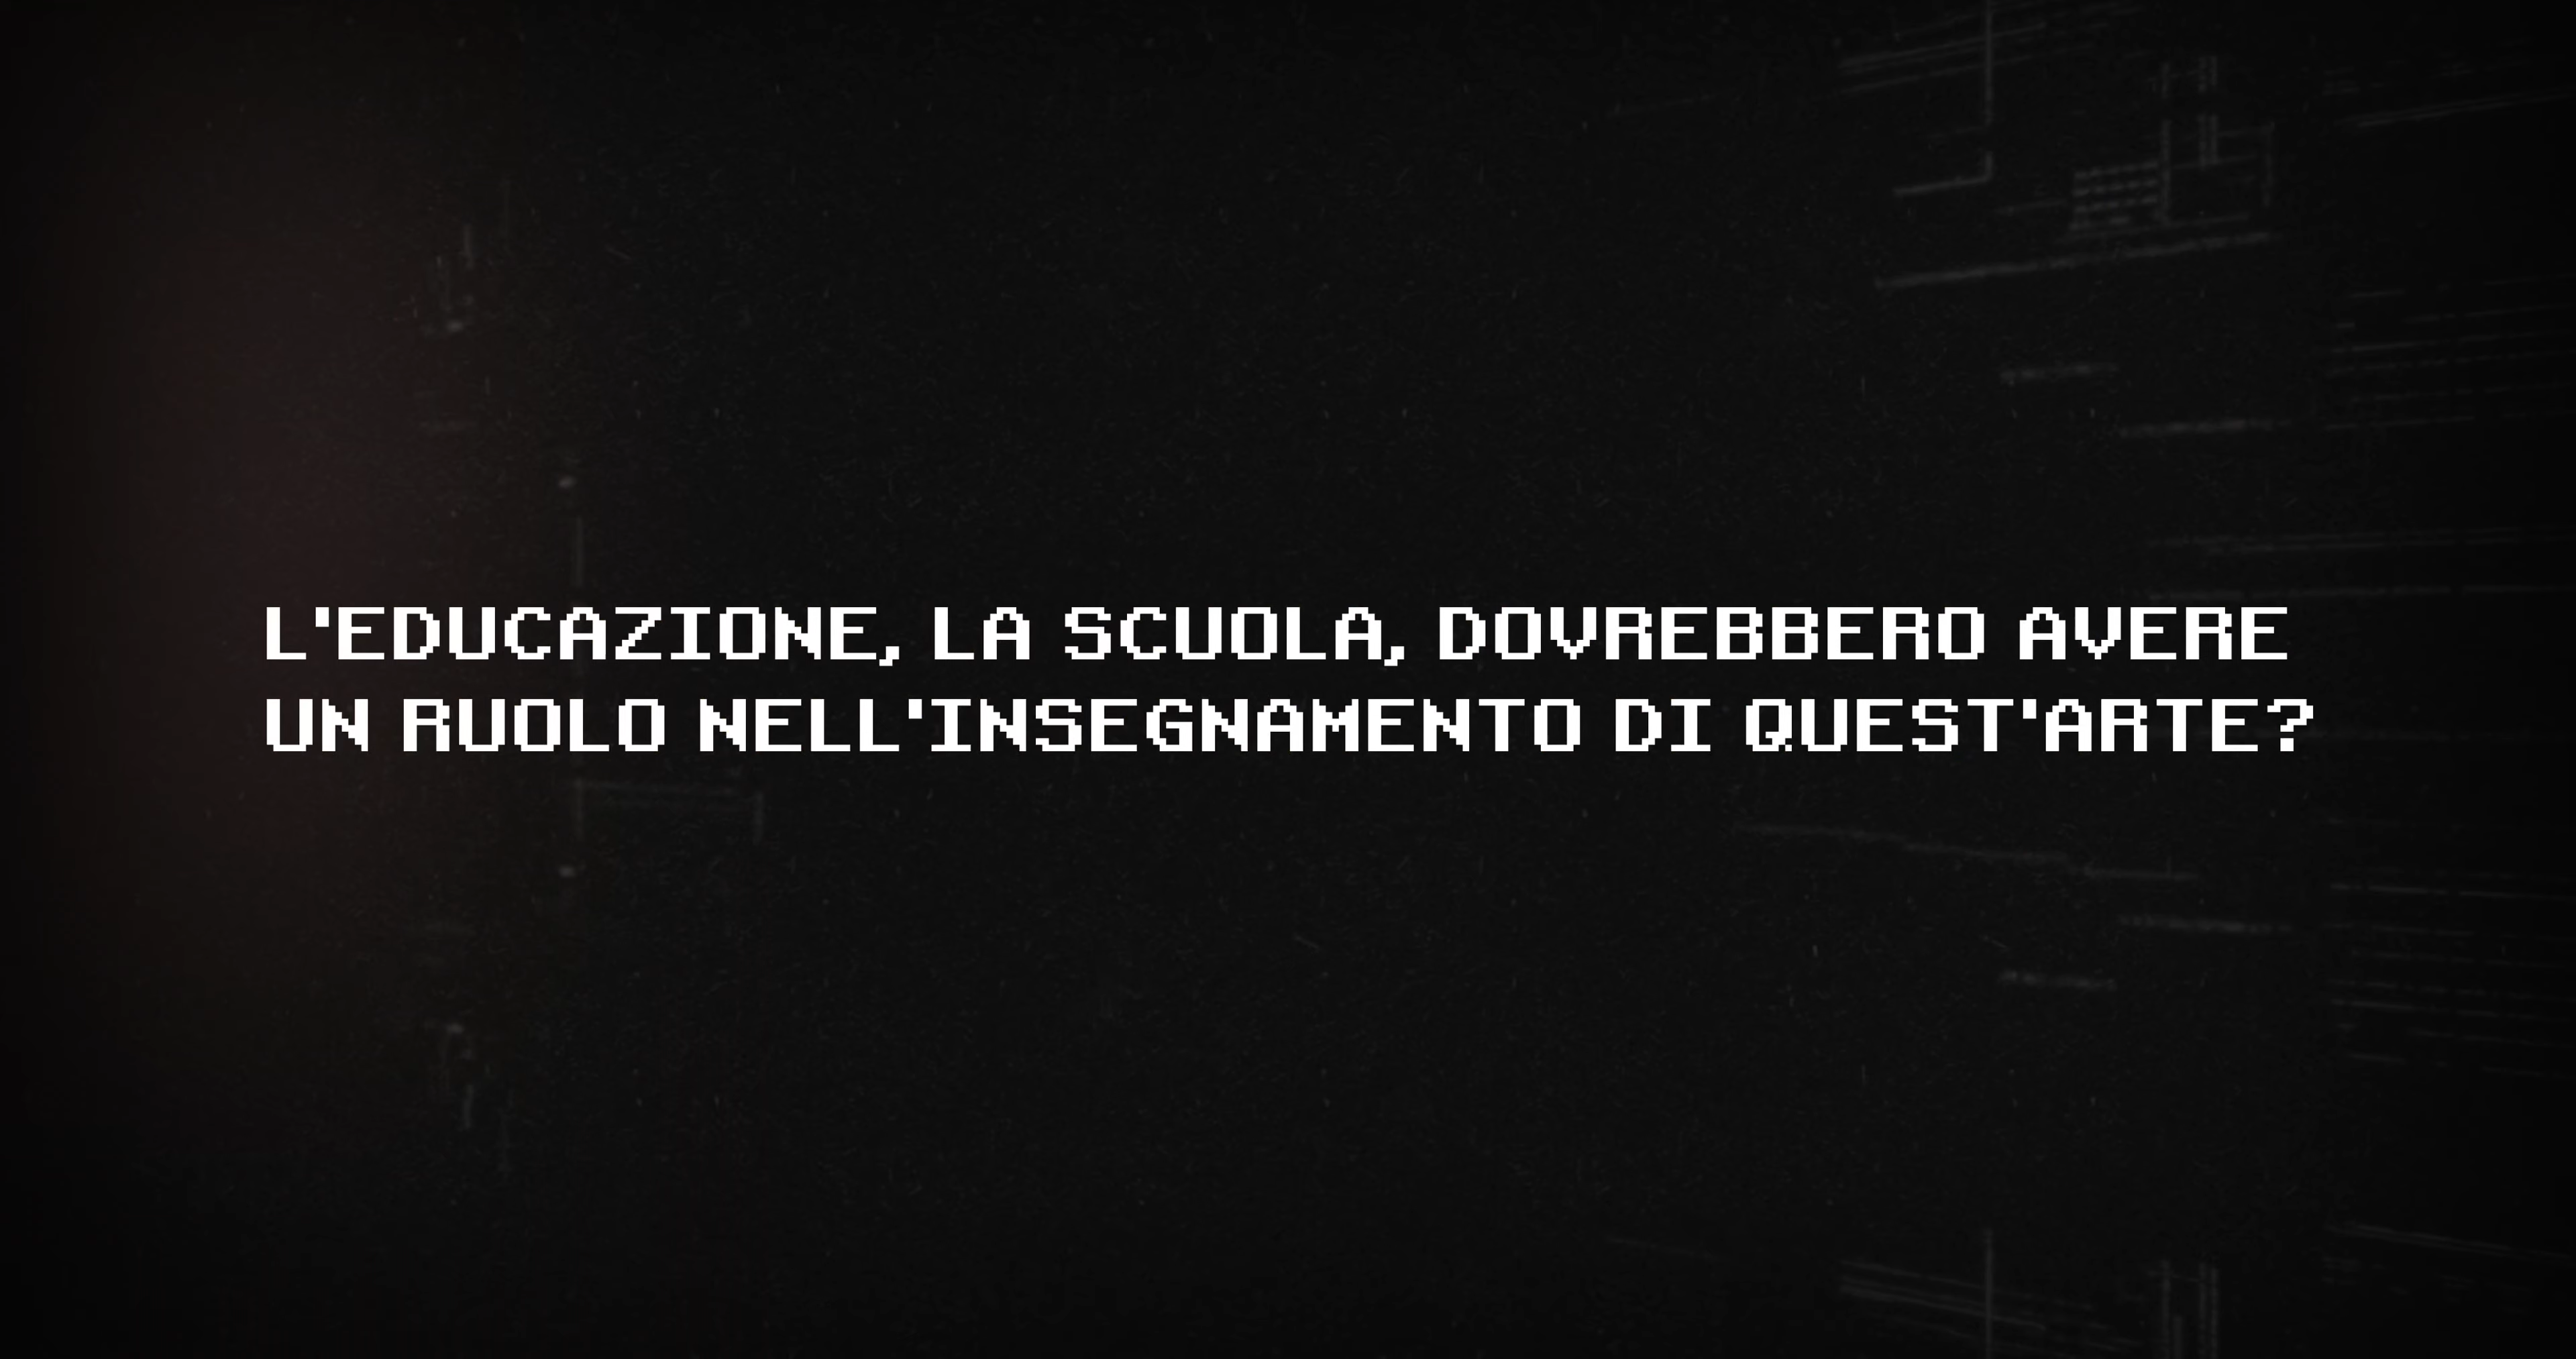 L'EDUCAZIONE, LA SCUOLA, DOVREBBERO AVERE
UN RUOLO NELL'INSEGNAMENTO DI QUEST'ARTE?